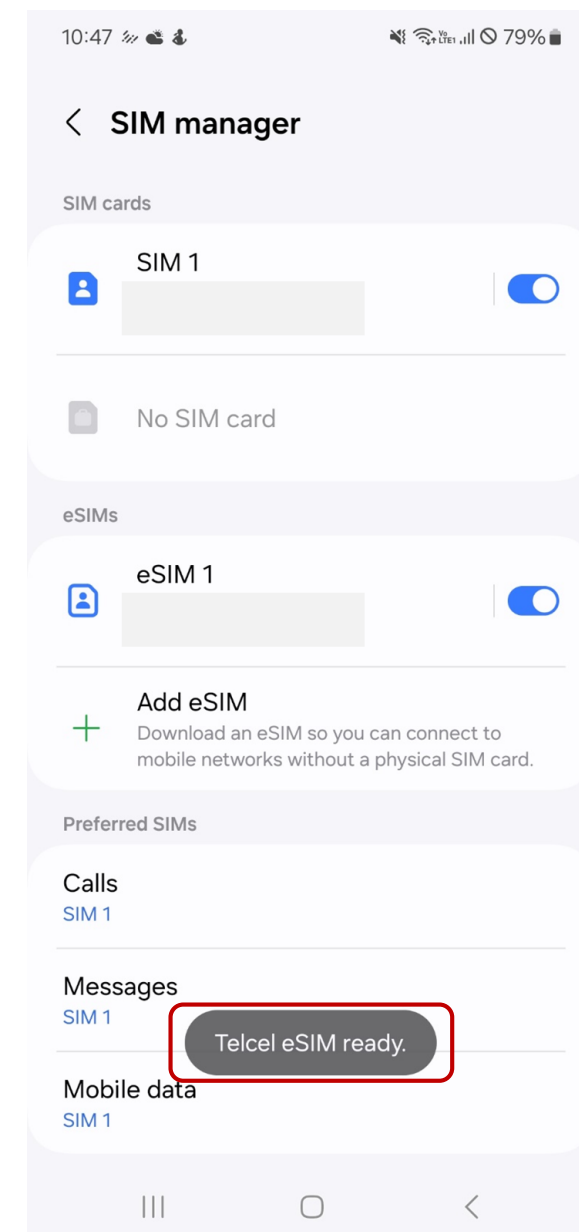 10:47 79%
SIM manager
SIM cards
SIM 1
No SIM card
eSIMs
eSIM 1
Add eSIM
Download an eSIM so you can connect to
mobile networks without a physical SIM card.
Preferred SIMs
Calls
SIM 1
Messages
SIM 1
Telcel eSIM ready.
Mobile data
SIM 1